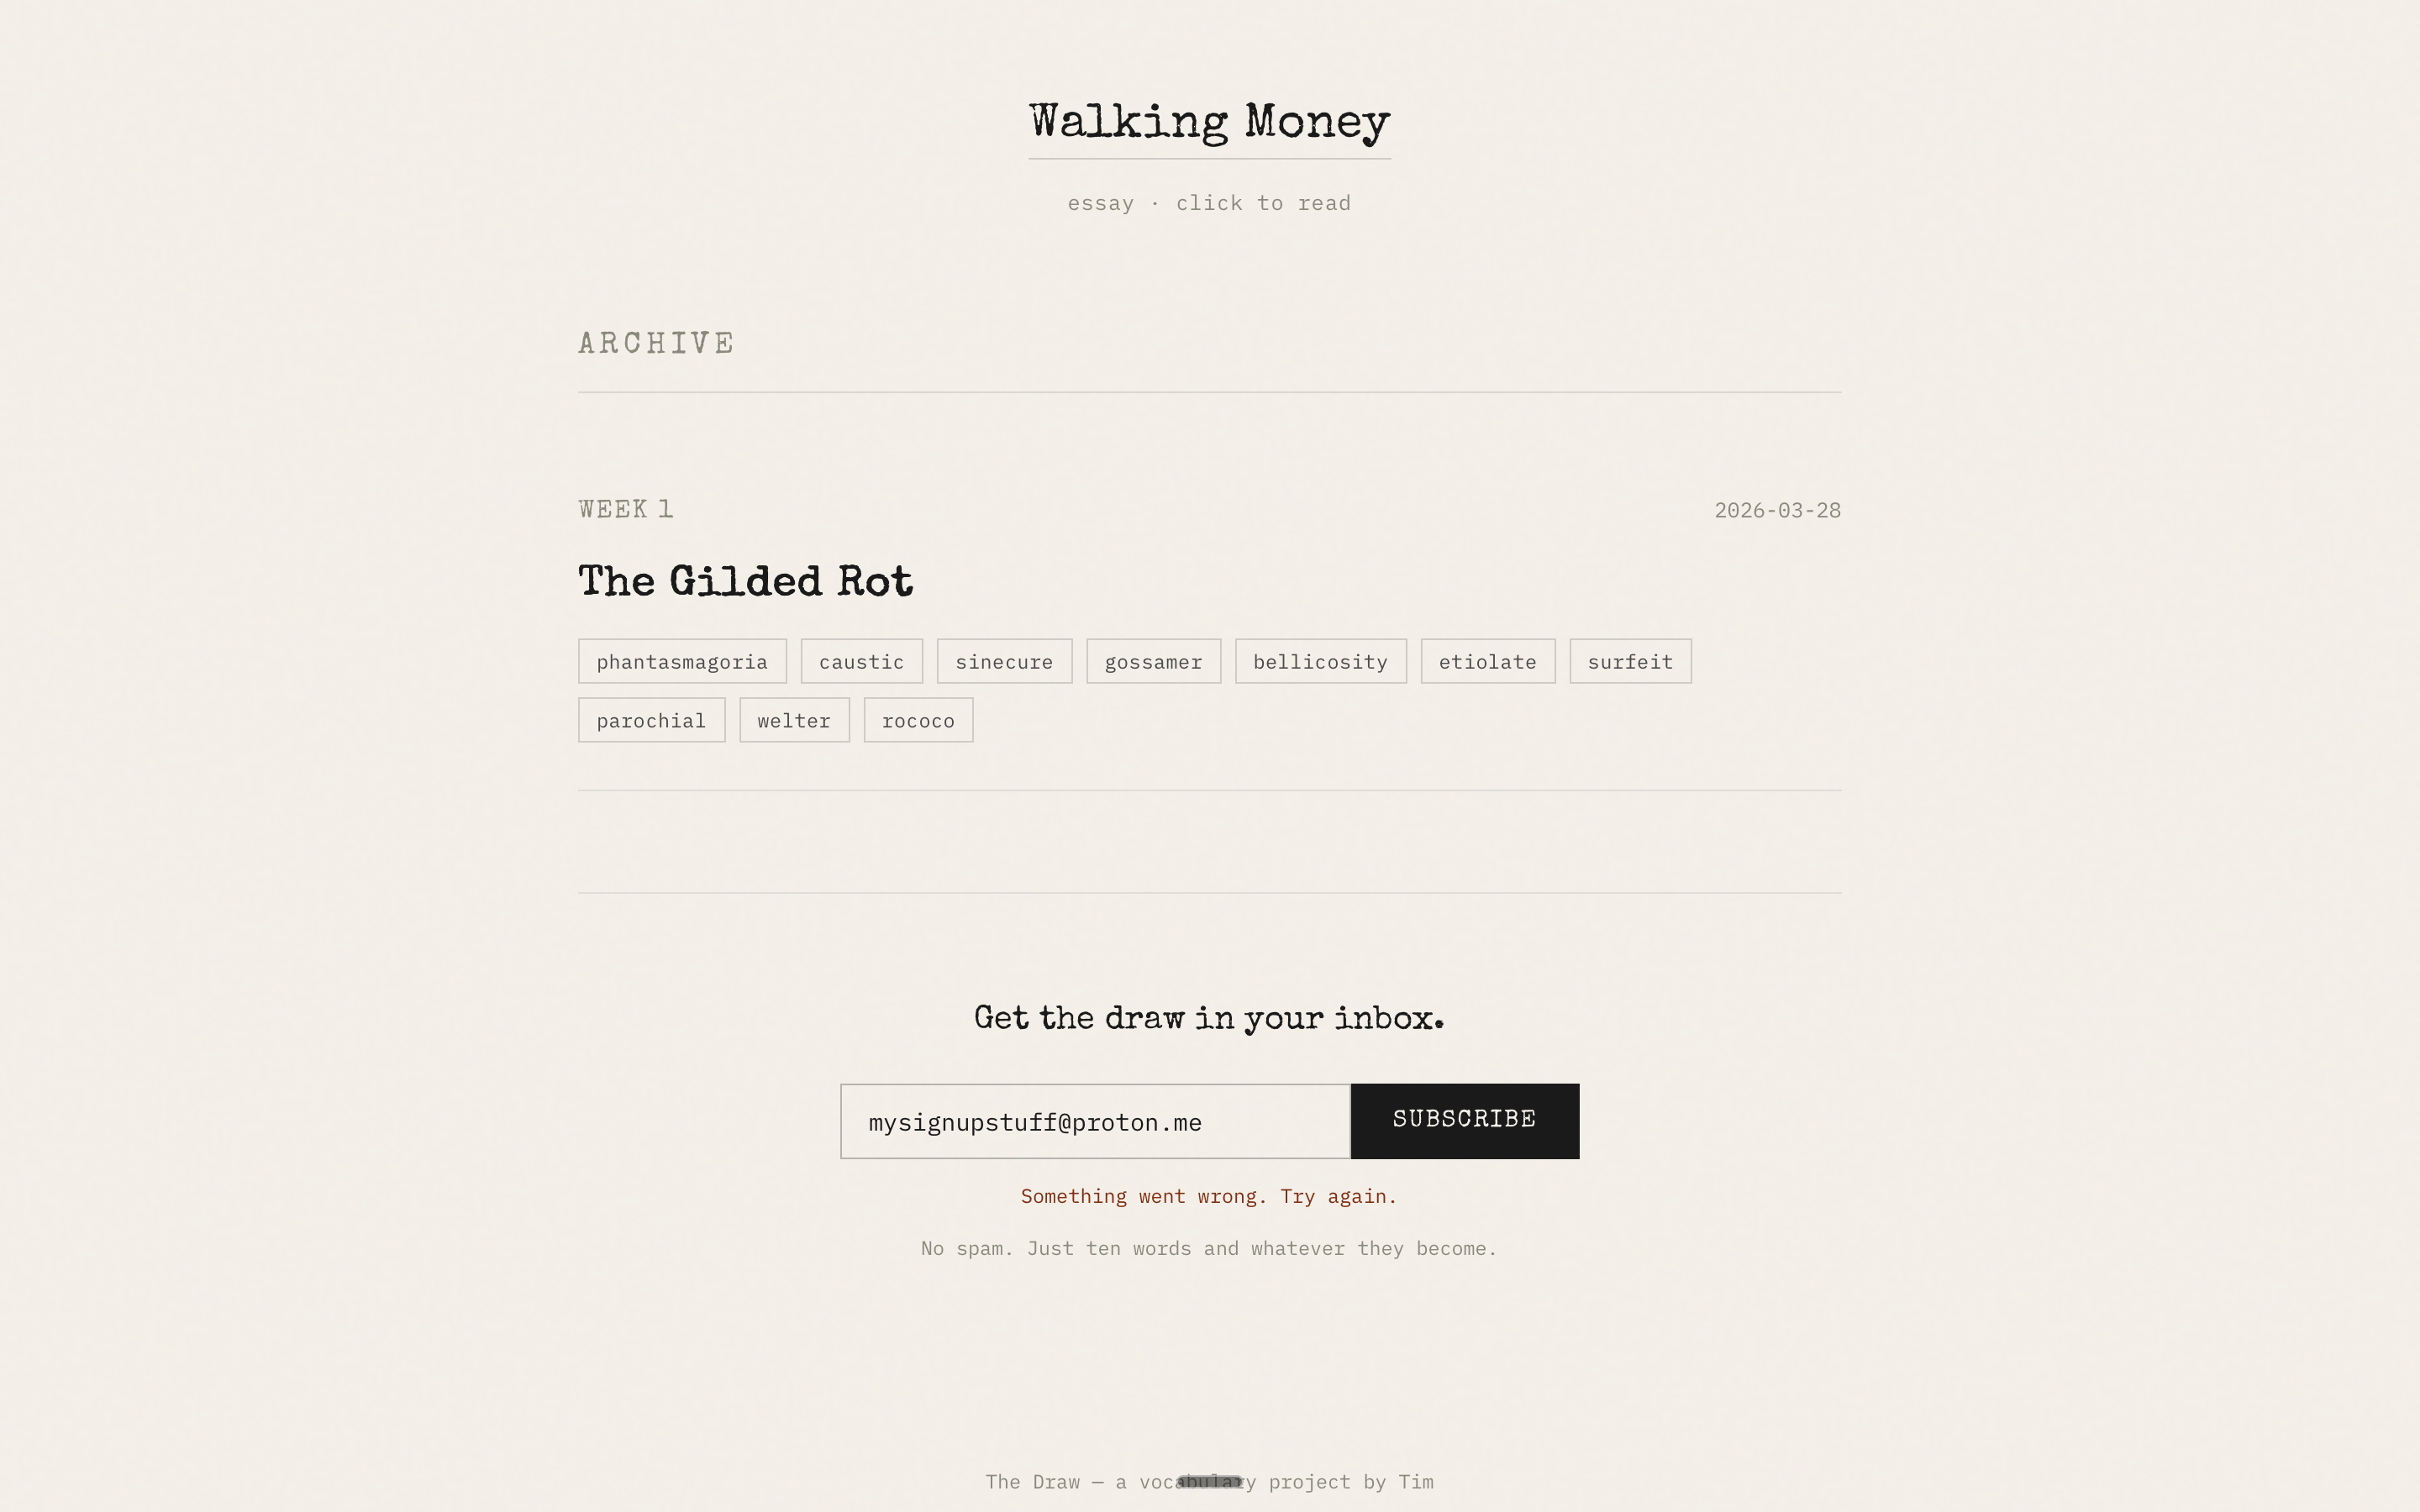 Walking Money
essay · click to read
ARCHIVE
WEEK 1
2026-03-28
The Gilded Rot
phantasmagoria caustic sinecure gossamer bellicosity etiolate surfeit
parochial welter rococo
Get the draw in your inbox.
mysignupstuff@proton.me SUBSCRIBE
Something went wrong. Try again.
No spam. Just ten words and whatever they become.
The Draw — a vocabulary project by Tim